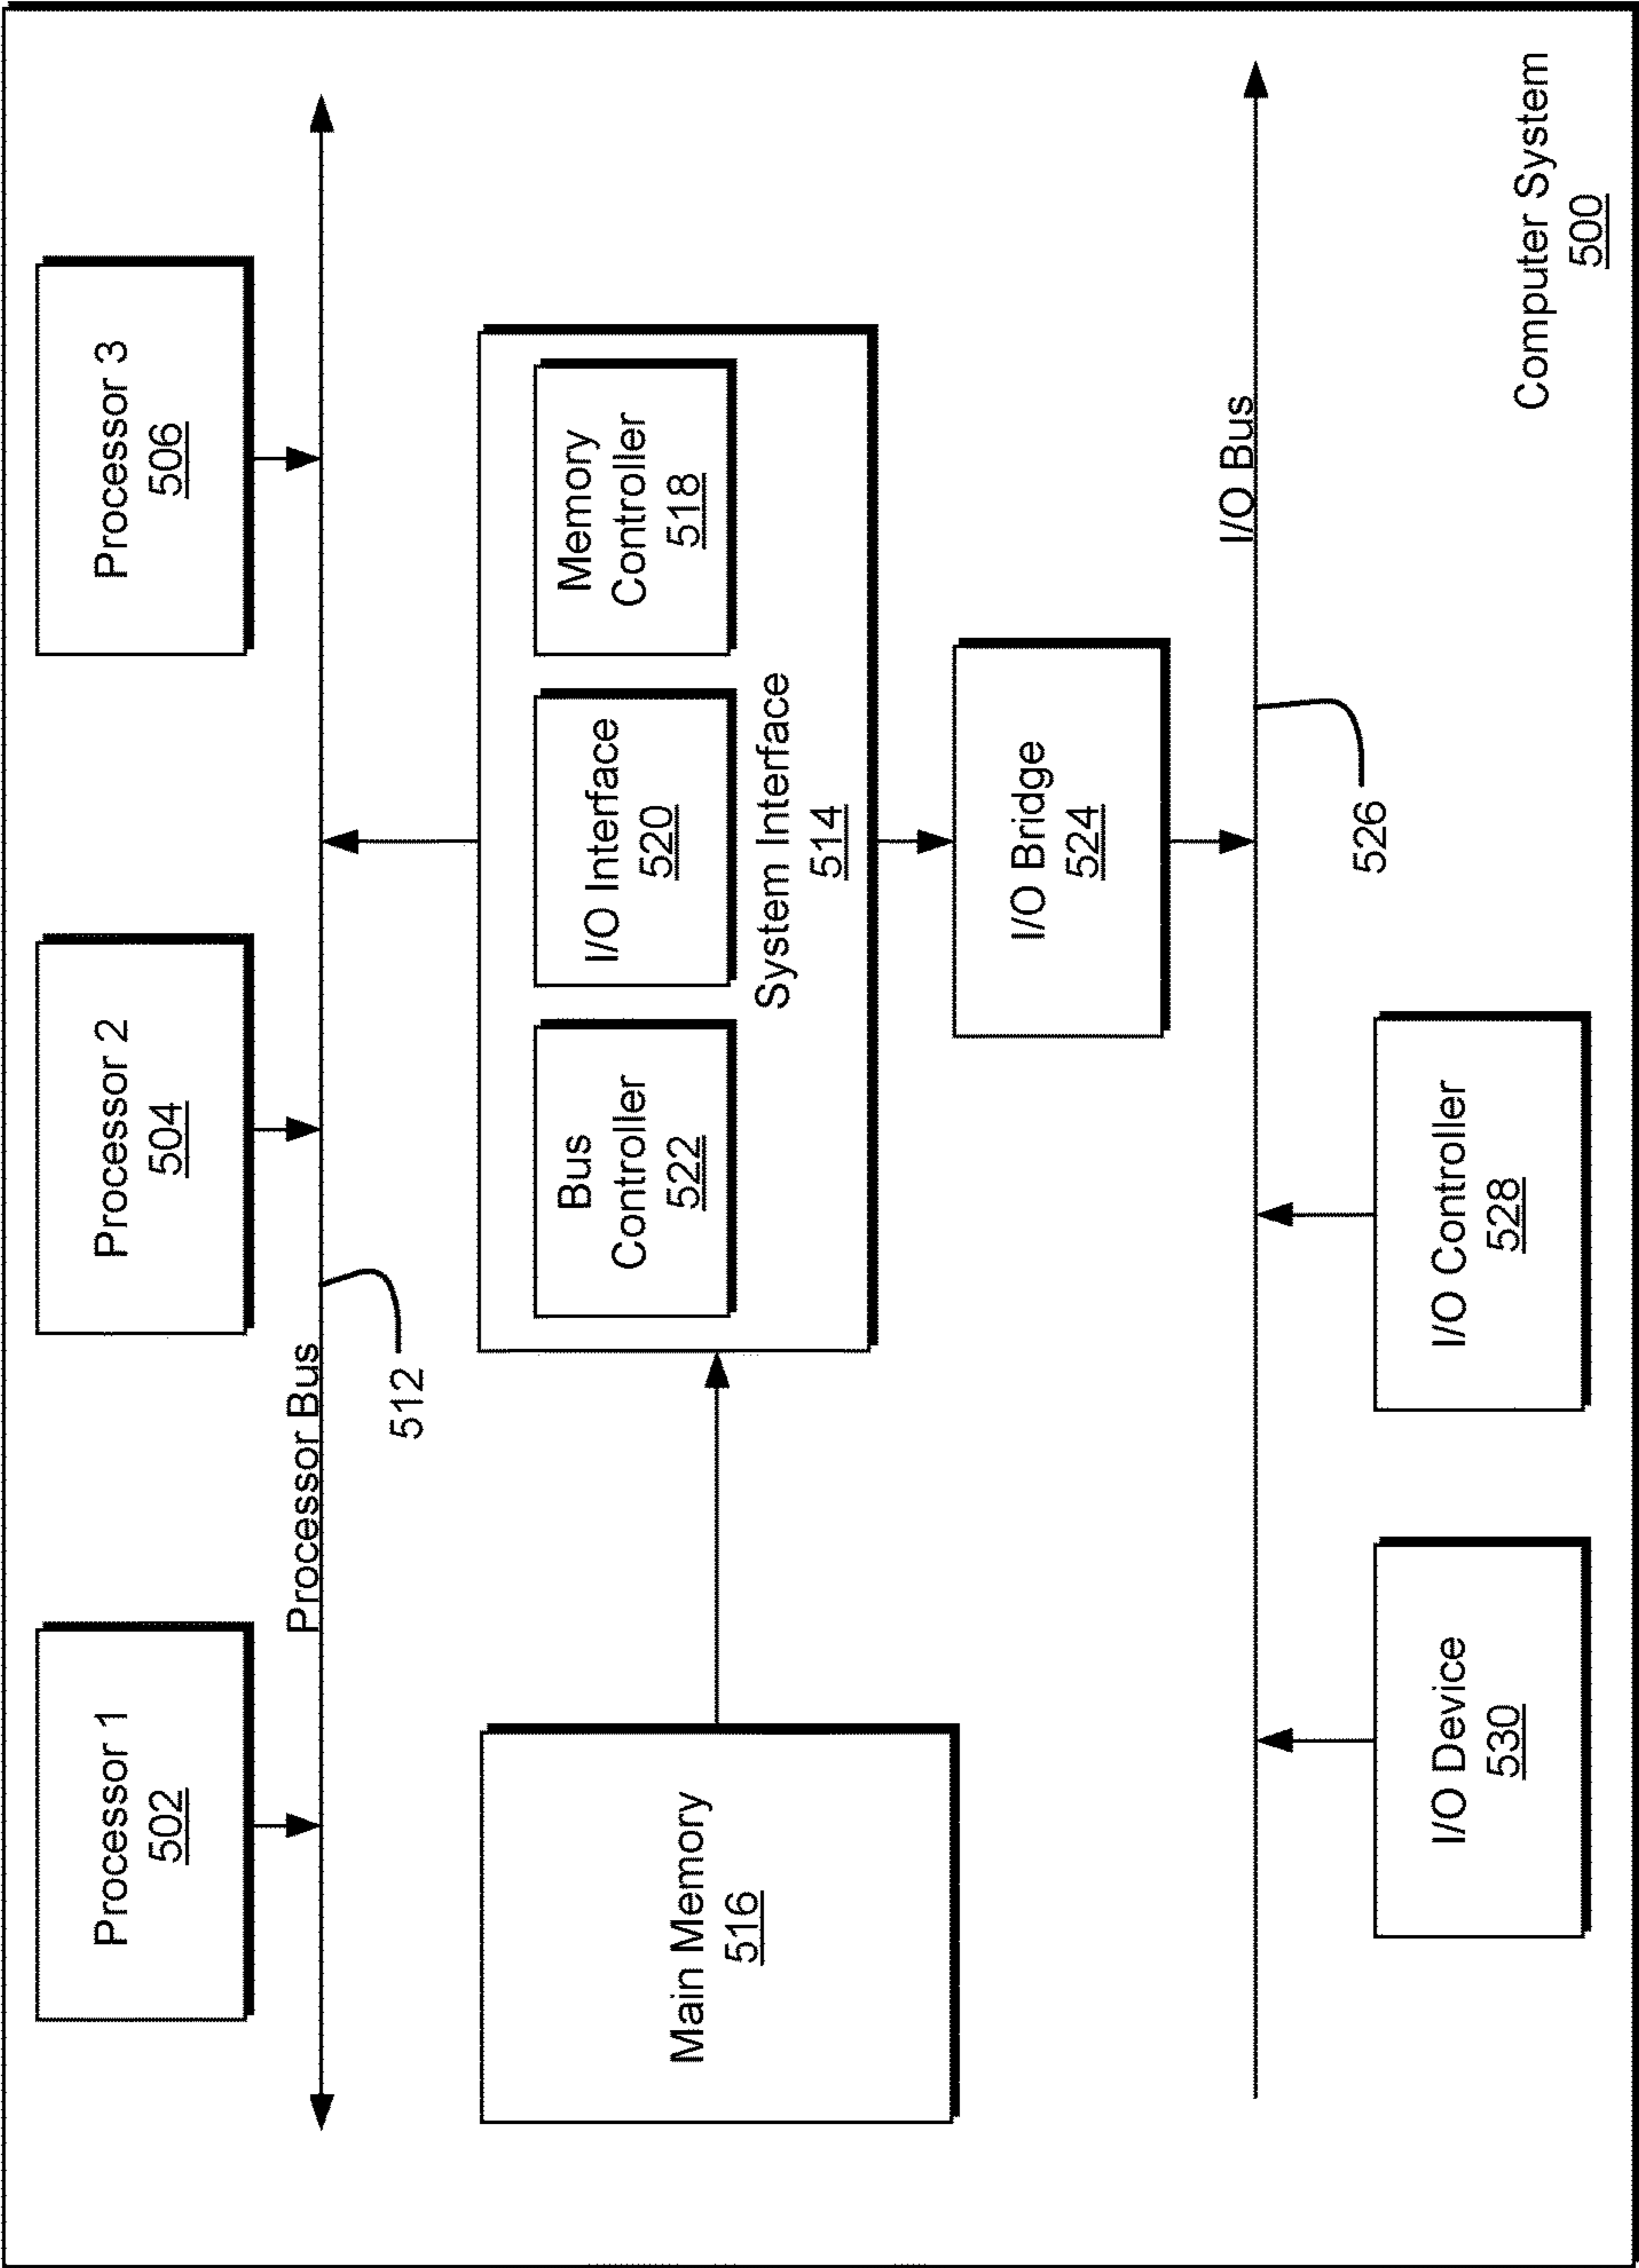 Processor 1
502
Processor 2
504
Processor 3
506
Processor Bus
512
Main Memory
516
Bus
Controller
522
I/O Interface
520
Memory
Controller
518
System Interface
514
I/O Bridge
524
I/O Bus
526
I/O Device
530
I/O Controller
528
Computer System
500